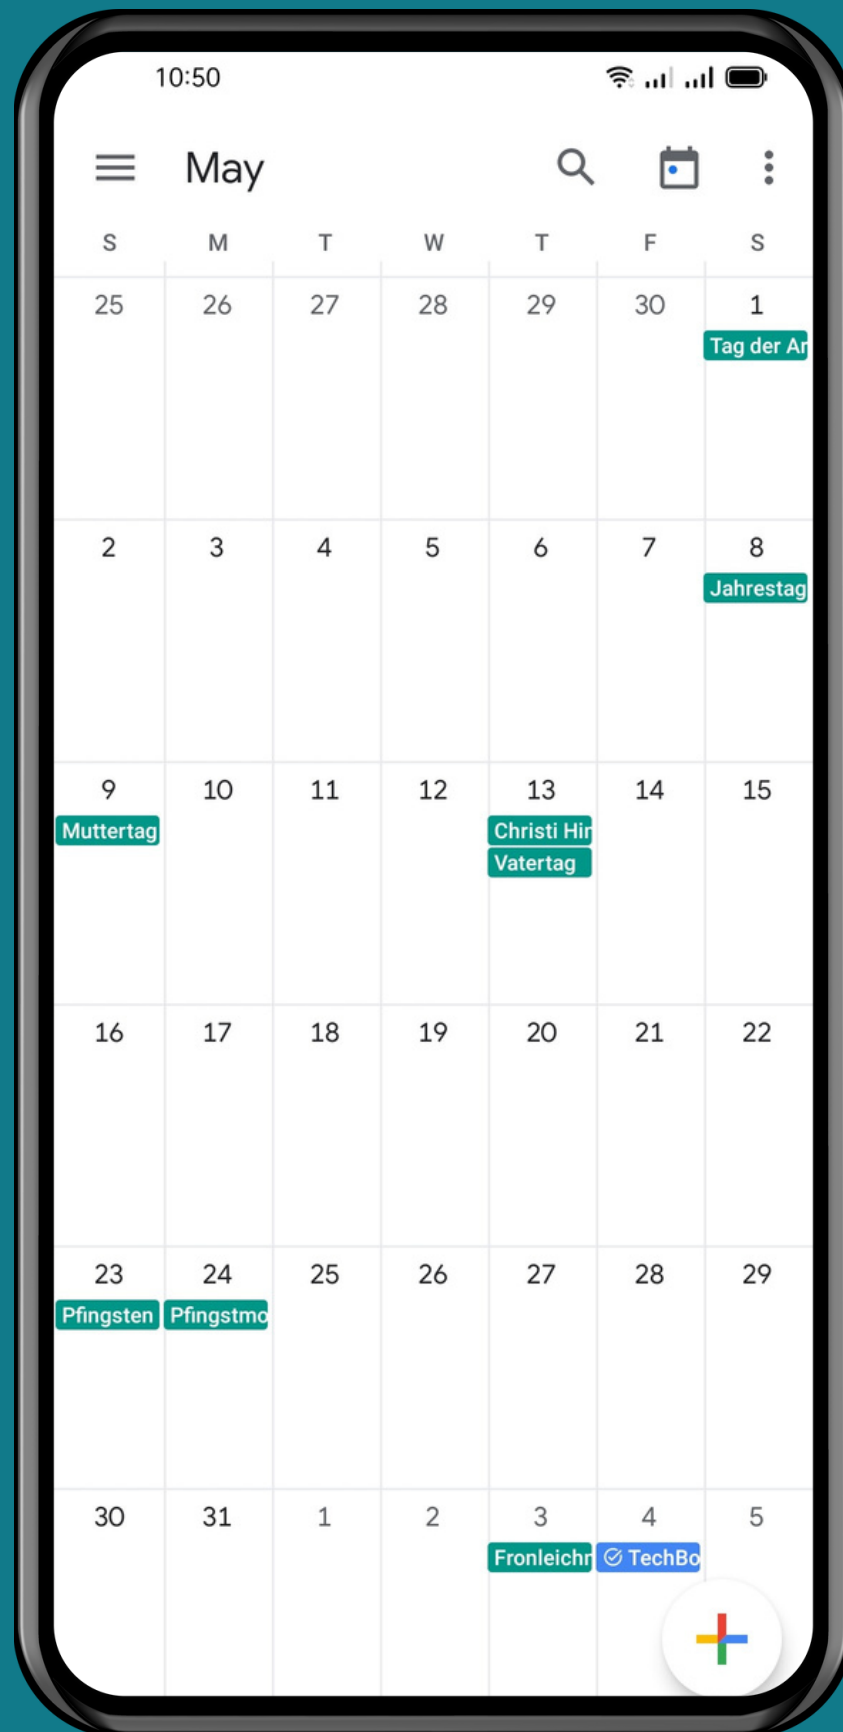 10:50
May
S M T W T F S
25 26 27 28 29 30 1
Tag der Ar
2 3 4 5 6 7 8
Jahrestag
9 10 11 12 13 14 15
Muttertag Christi Hir
Vatertag
16 17 18 19 20 21 22
23 24 25 26 27 28 29
Pfingsten Pfingstmo
30 31 1 2 3 4 5
Fronleichn TechBo